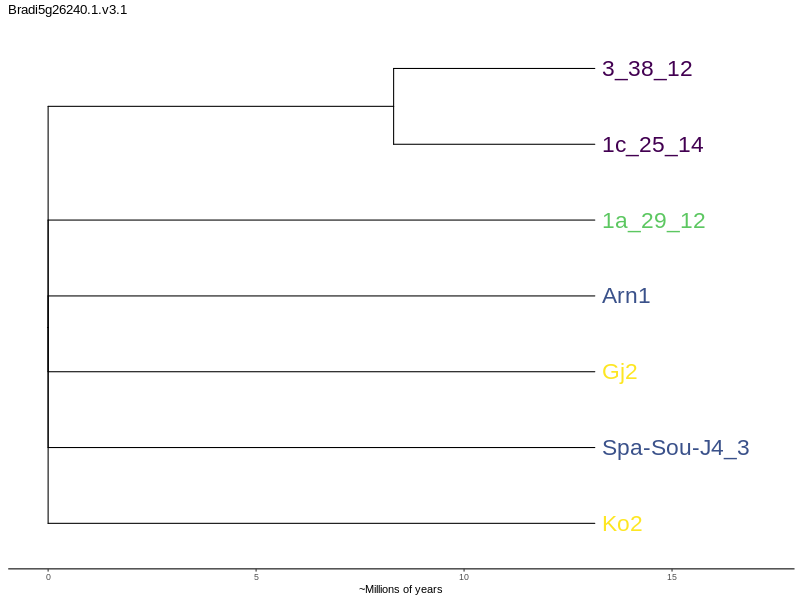 Bradi5g26240.1.v3.1
3_38_12
1c_25_14
1a_29_12
Arn1
Gj2
Spa-Sou-J4_3
Ko2
0 5 10 15
~Millions of years